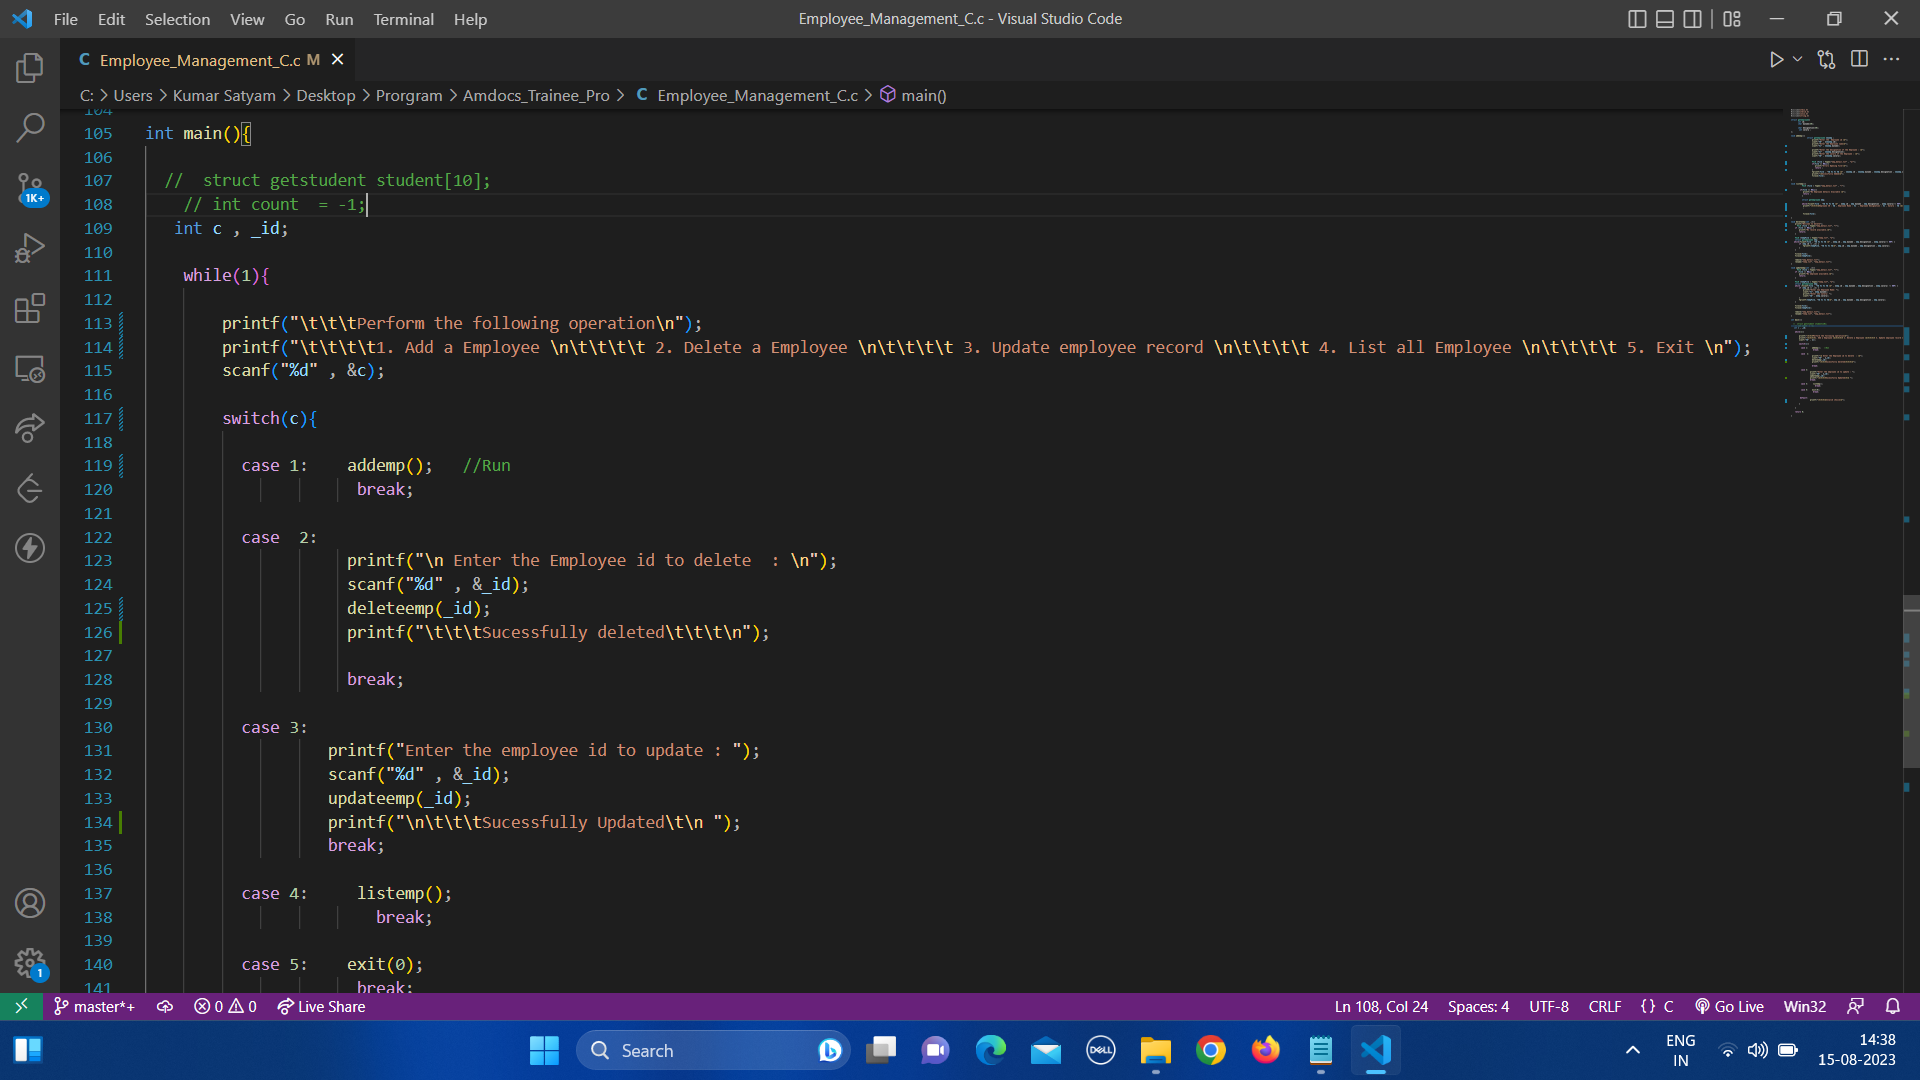 File Edit Selection View Go Run Terminal Help
Employee_Management_C.c - Visual Studio Code
C Employee_Management_C.c M
C: > Users > Kumar Satyam > Desktop > Prorgram > Amdocs_Trainee_Pro > C Employee_Management_C.c > main()
104
105 int main(){
106
107 // struct getstudent student[10];
108 // int count = -1;
109 int c , _id;
110
111 while(1){
112
113 printf("\t\t\tPerform the following operation\n");
114 printf("\t\t\t\t1. Add a Employee \n\t\t\t\t 2. Delete a Employee \n\t\t\t\t 3. Update employee record \n\t\t\t\t 4. List all Employee \n\t\t\t\t 5. Exit \n");
115 scanf("%d" , &c);
116
117 switch(c){
118
119 case 1: addemp(); //Run
120 break;
121
122 case 2:
123 printf("\n Enter the Employee id to delete : \n");
124 scanf("%d" , &_id);
125 deleteemp(_id);
126 printf("\t\t\tSucessfully deleted\t\t\t\n");
127
128 break;
129
130 case 3:
131 printf("Enter the employee id to update : ");
132 scanf("%d" , &_id);
133 updateemp(_id);
134 printf("\n\t\t\tSucessfully Updated\t\n ");
135 break;
136
137 case 4: listemp();
138 break;
139
140 case 5: exit(0);
141 break;
1K+
1
master*+ 0 0 Live Share
Ln 108, Col 24 Spaces: 4 UTF-8 CRLF {} C Go Live Win32
Search
DELL
ENG
IN
14:38
15-08-2023